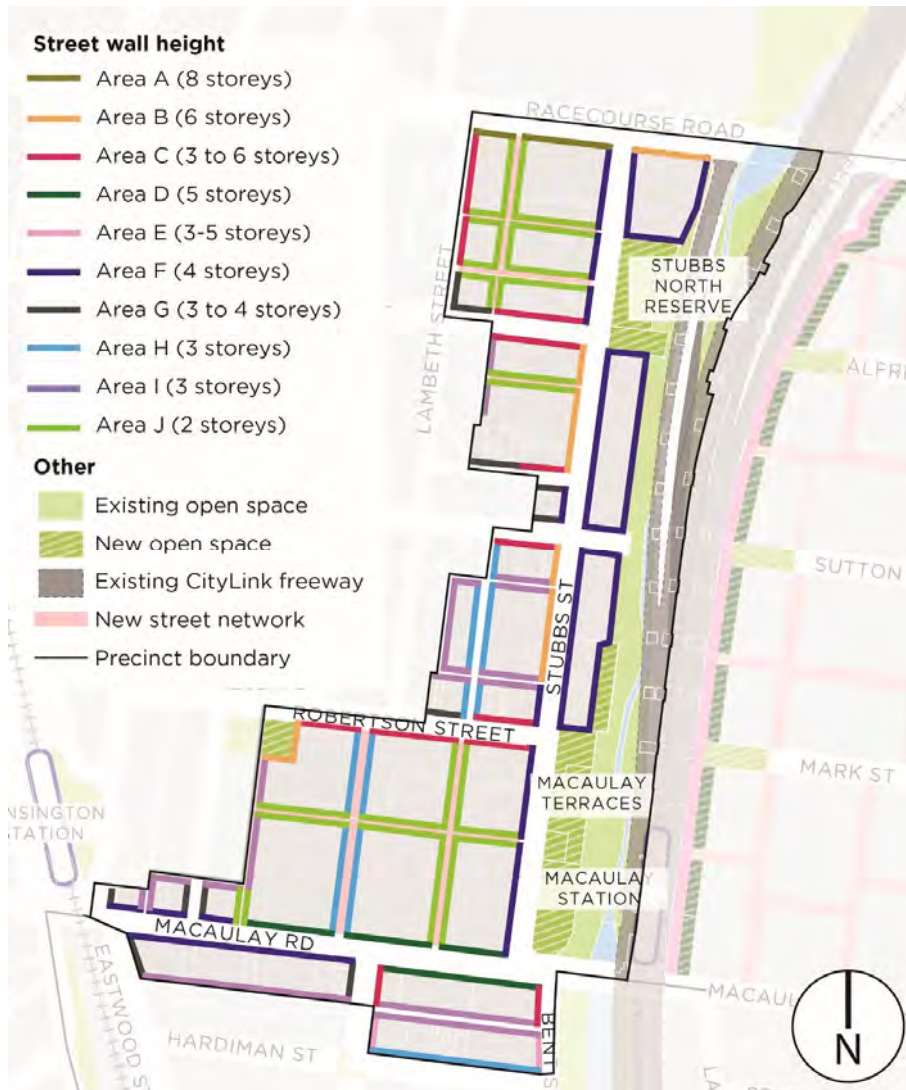 Street wall height
Area A (8 storeys)
Area B (6 storeys)
Area C (3 to 6 storeys)
Area D (5 storeys)
Area E (3-5 storeys)
Area F (4 storeys)
Area G (3 to 4 storeys)
Area H (3 storeys)
Area I (3 storeys)
Area J (2 storeys)
Other
Existing open space
New open space
Existing CityLink freeway
New street network
Precinct boundary
RACECOURSE ROAD
STUBBS
NORTH
RESERVE
LAMBETH STREET
ALFRE
SUTTON
STUBBS ST
ROBERTSON STREET
MACAULAY
TERRACES
MARK ST
NSINGTON
STATION
MACAULAY
STATION
MACAULAY RD
EASTWOOD S
HARDIMAN ST
BENT S
MACAUL
N